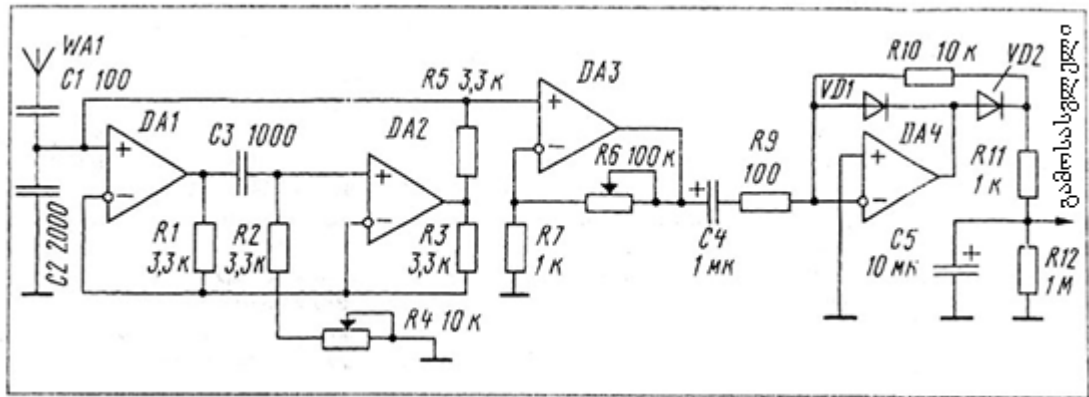 WA1
C1 100
C2 2000
DA1
+
−
R1
3,3 к
C3 1000
R2
3,3 к
DA2
+
−
R3
3,3 к
R4 10 к
R5 3,3 к
DA3
+
−
R6 100 к
R7
1 к
+
C4
1 мк
R9
100
VD1
R10 10 к
VD2
DA4
+
−
R11
1 к
C5
10 мк
+
R12
1 М
გამოსასვლელი